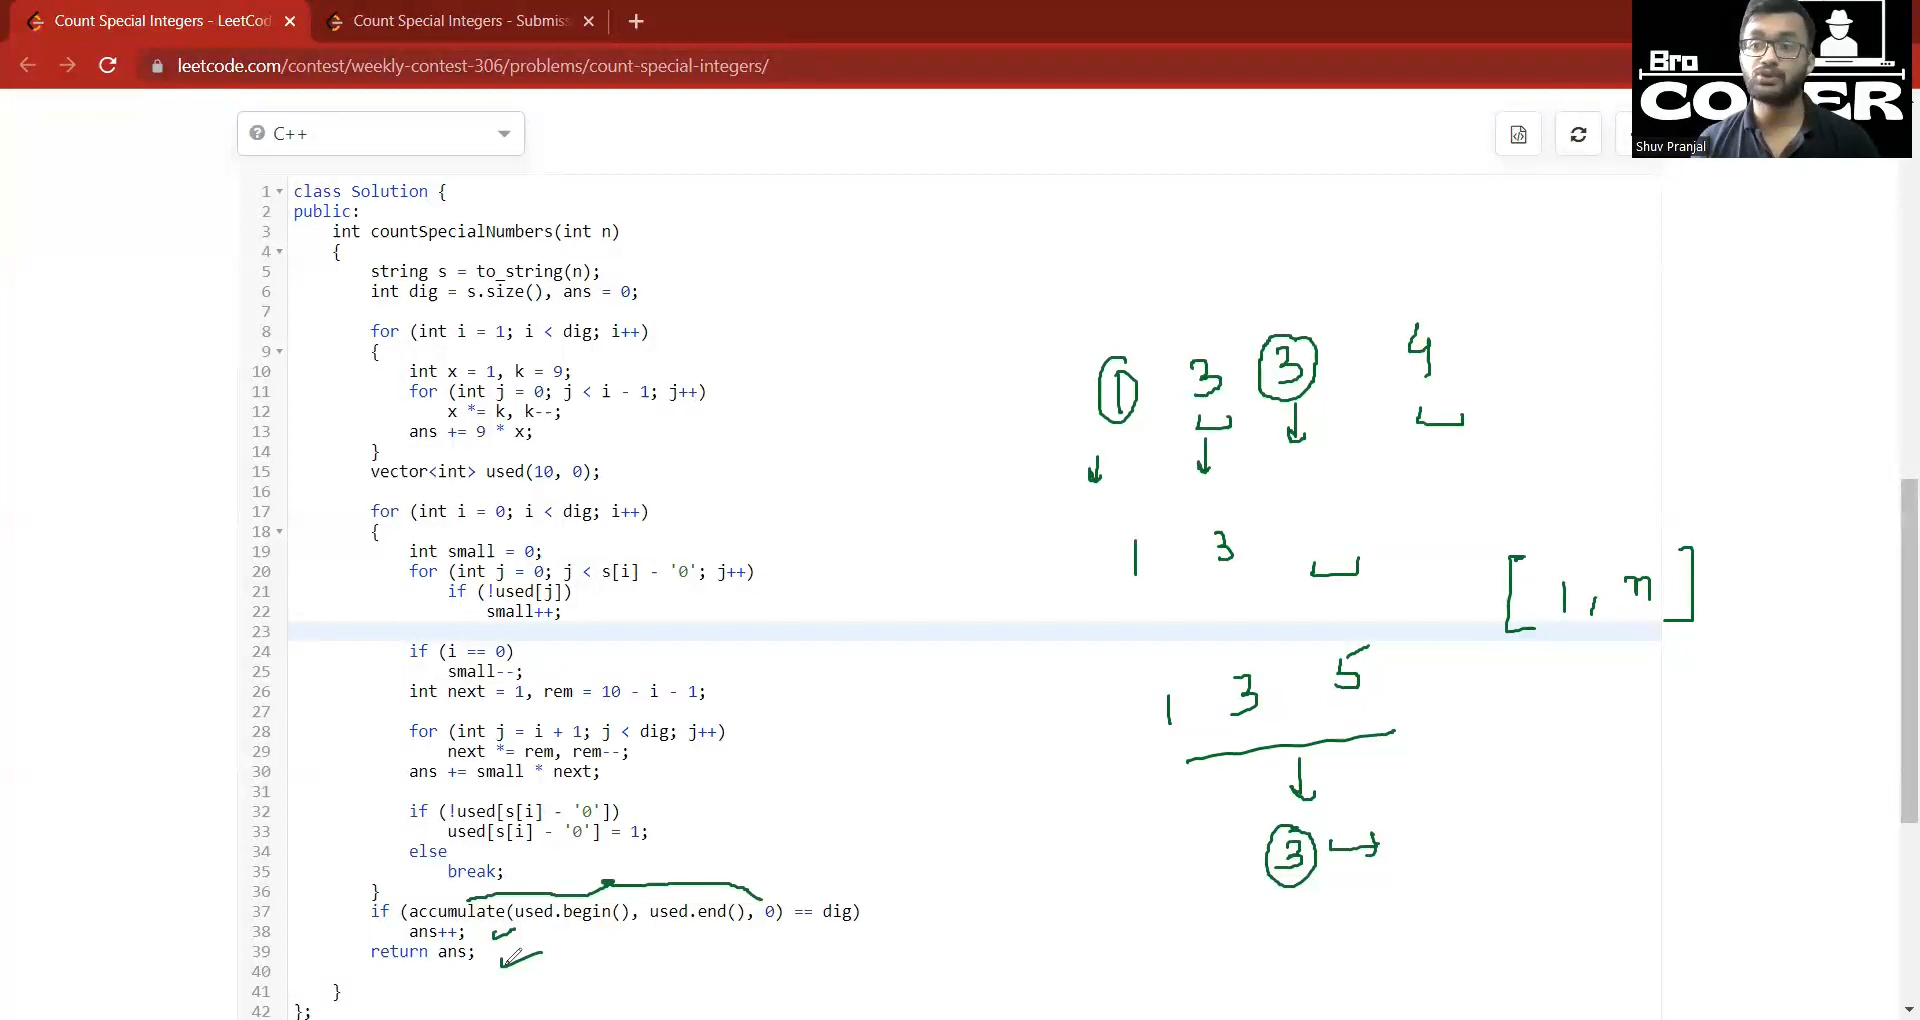 Count Special Integers - LeetCod
Count Special Integers - Submiss
leetcode.com/contest/weekly-contest-306/problems/count-special-integers/
Bro
CODER
Shuv Pranjal
C++
1 class Solution {
2 public:
3 int countSpecialNumbers(int n)
4 {
5 string s = to_string(n);
6 int dig = s.size(), ans = 0;
7
8 for (int i = 1; i < dig; i++)
9 {
10 int x = 1, k = 9;
11 for (int j = 0; j < i - 1; j++)
12 x *= k, k--;
13 ans += 9 * x;
14 }
15 vector<int> used(10, 0);
16
17 for (int i = 0; i < dig; i++)
18 {
19 int small = 0;
20 for (int j = 0; j < s[i] - '0'; j++)
21 if (!used[j])
22 small++;
23
24 if (i == 0)
25 small--;
26 int next = 1, rem = 10 - i - 1;
27
28 for (int j = i + 1; j < dig; j++)
29 next *= rem, rem--;
30 ans += small * next;
31
32 if (!used[s[i] - '0'])
33 used[s[i] - '0'] = 1;
34 else
35 break;
36 }
37 if (accumulate(used.begin(), used.end(), 0) == dig)
38 ans++;
39 return ans;
40
41 }
42 };
1 3 3 4
1 3
[1, n]
1 3 5
3